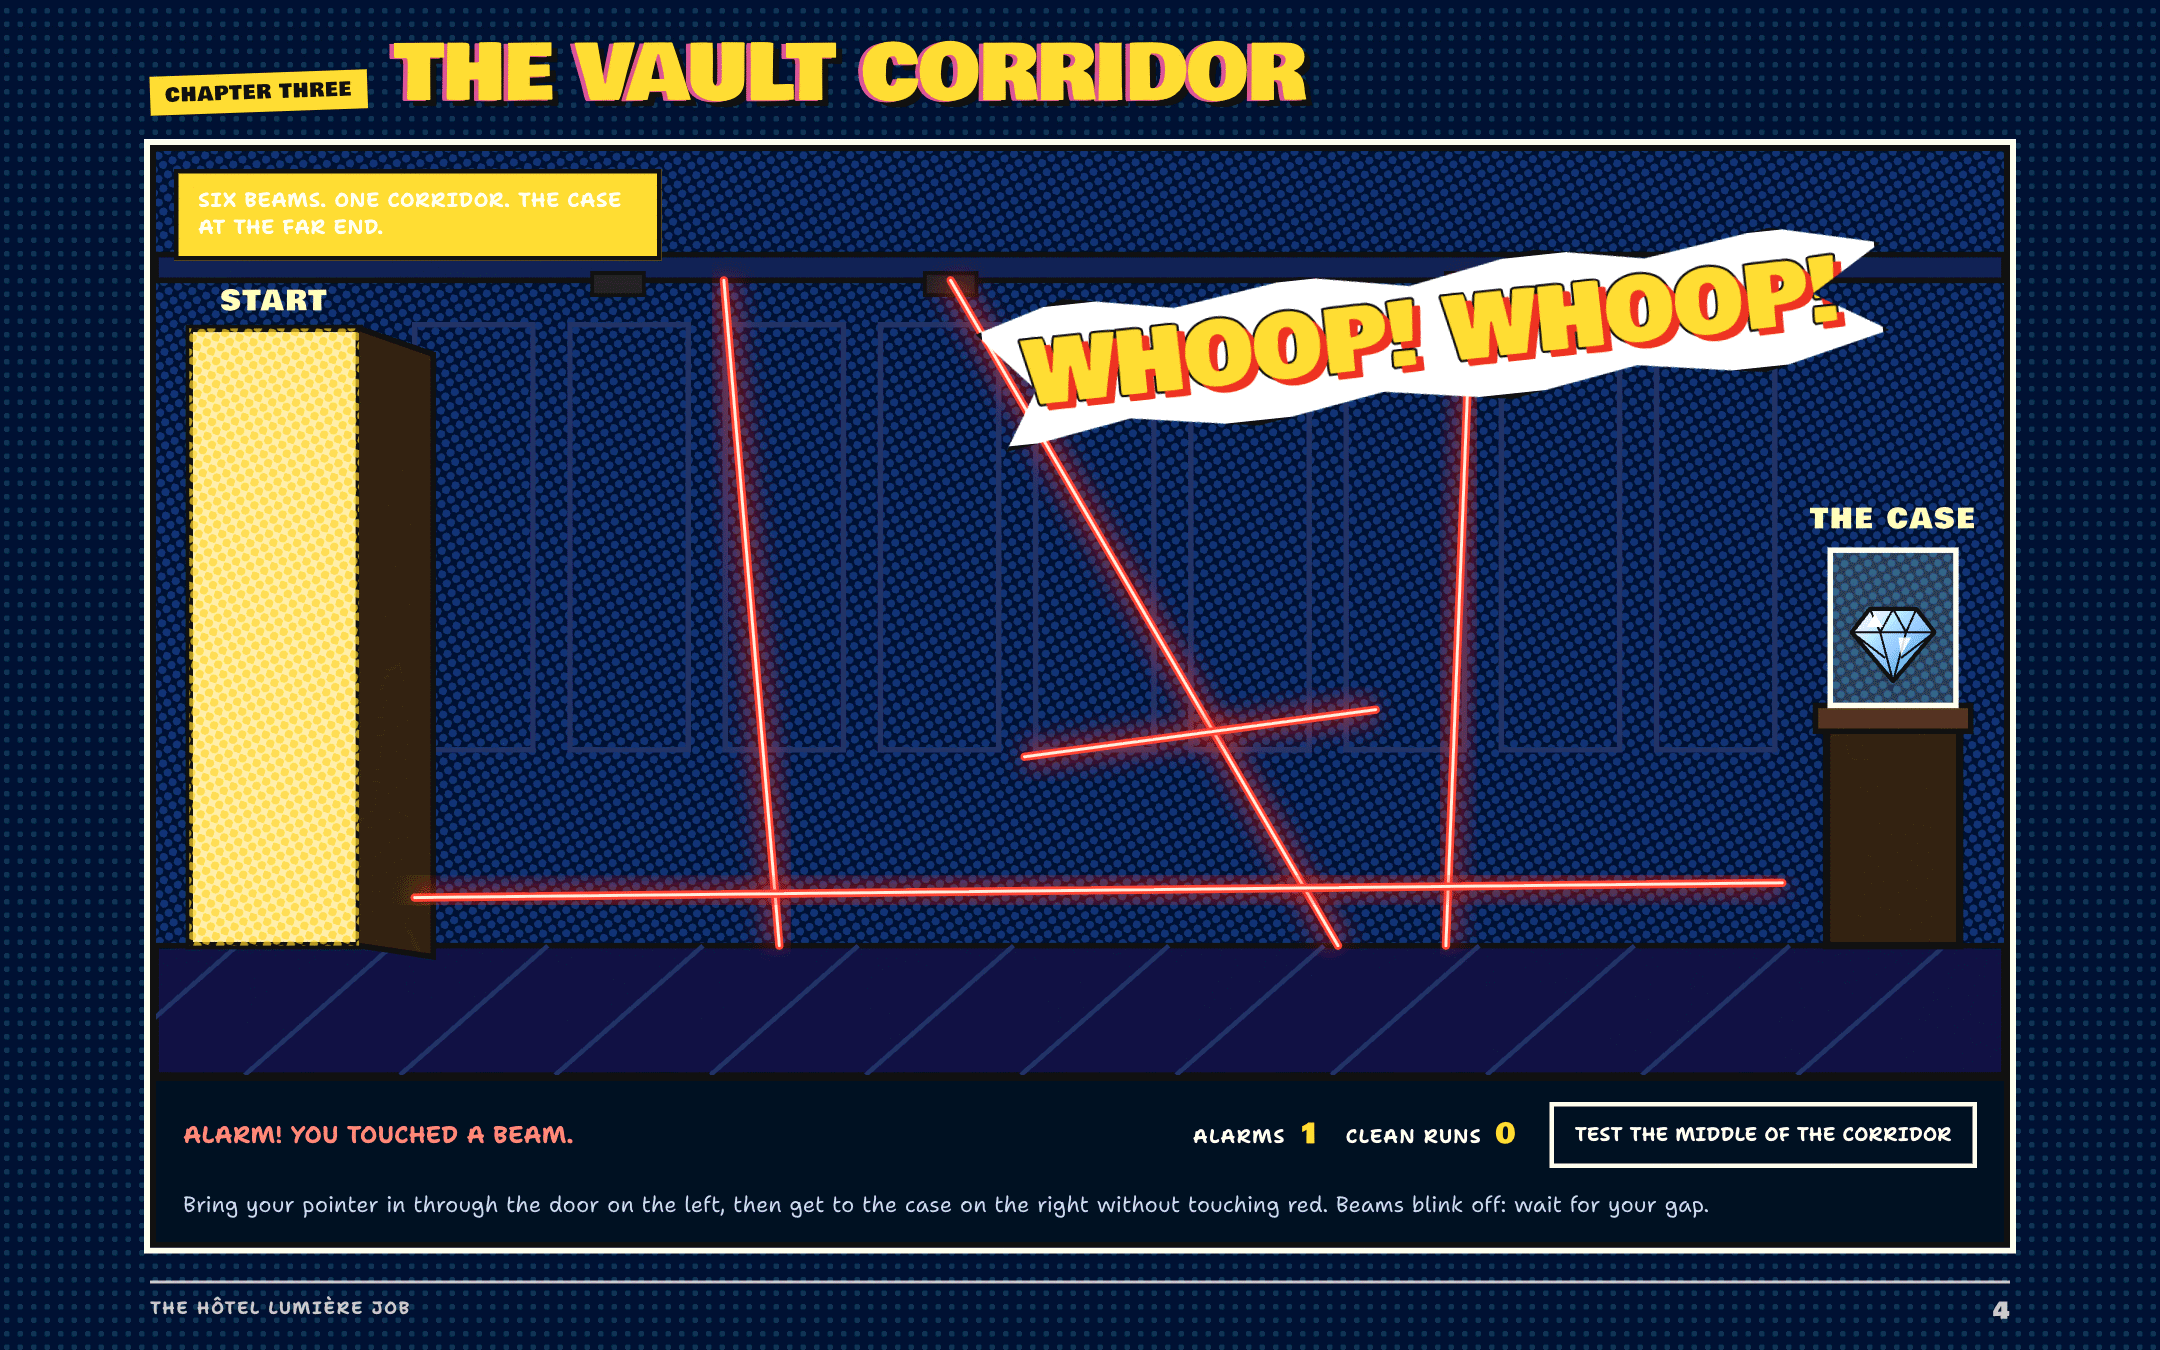 CHAPTER THREE
THE VAULT CORRIDOR
SIX BEAMS. ONE CORRIDOR. THE CASE
AT THE FAR END.
START
WHOOP! WHOOP!
THE CASE
ALARM! YOU TOUCHED A BEAM.
ALARMS 1 CLEAN RUNS 0
TEST THE MIDDLE OF THE CORRIDOR
Bring your pointer in through the door on the left, then get to the case on the right without touching red. Beams blink off: wait for your gap.
THE HÔTEL LUMIÈRE JOB
4